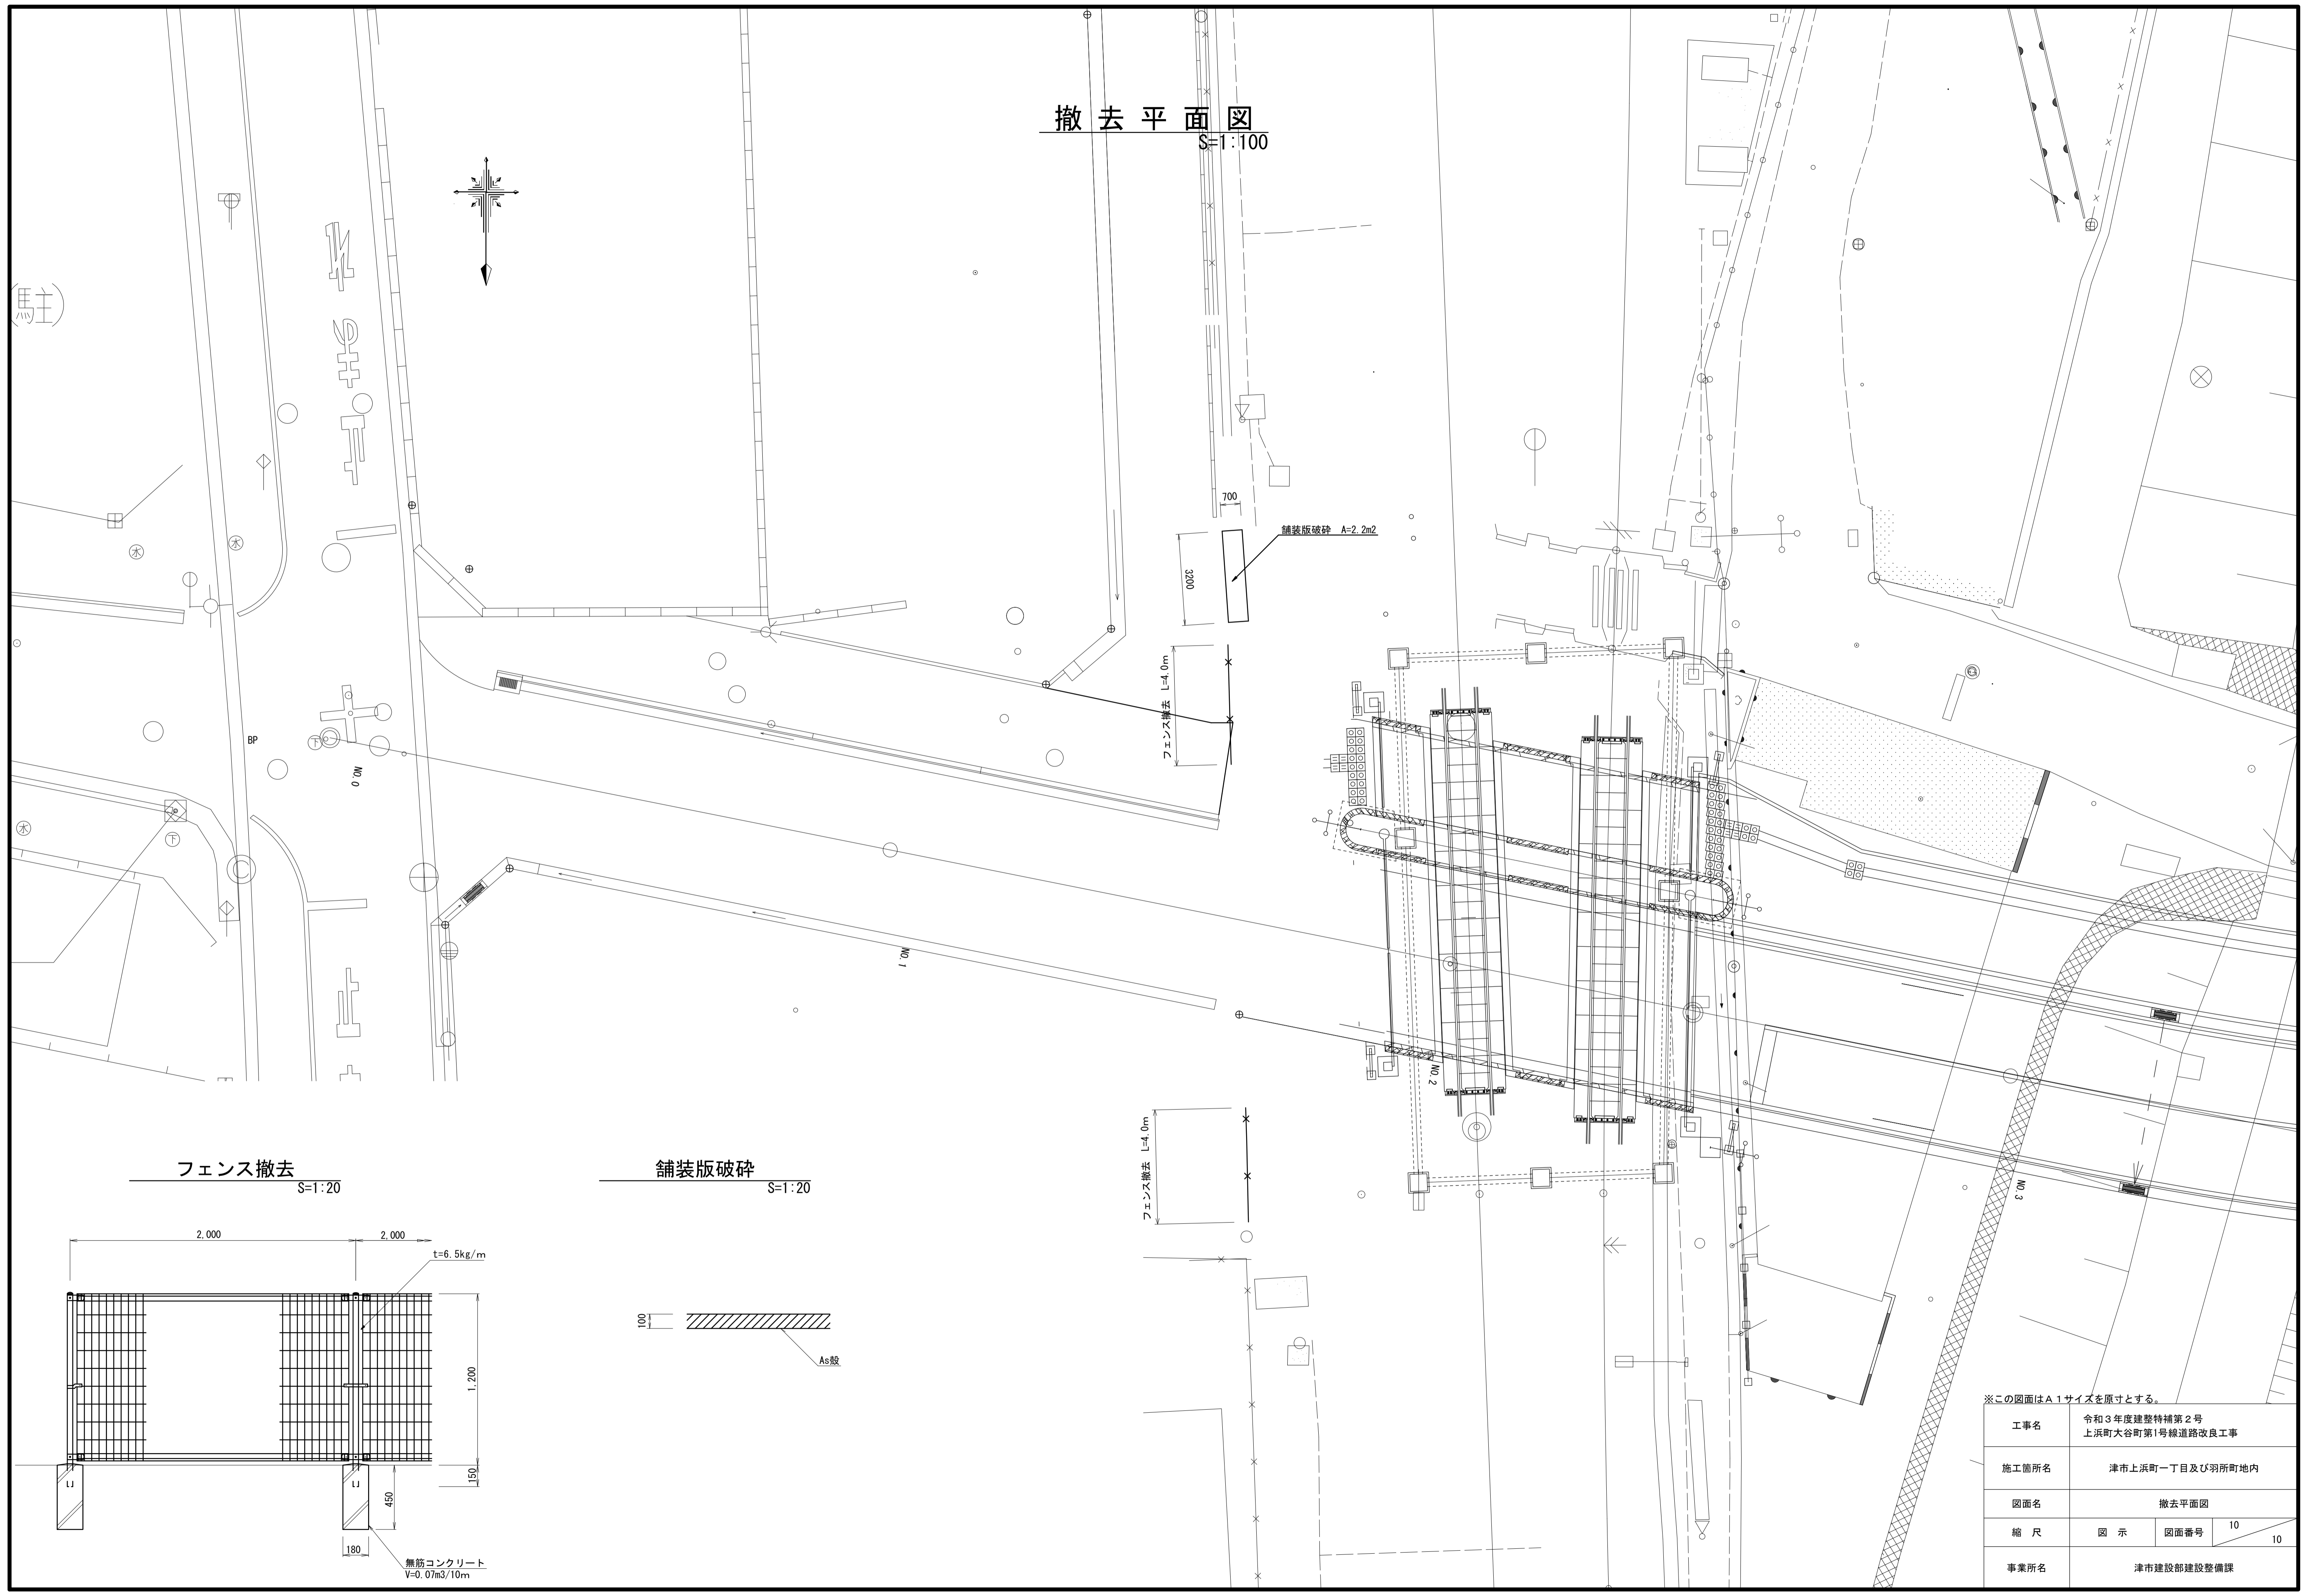 撤去平面図
S=1:100
(駐)
700
舗装版破砕 A=2.2m2
3200
フェンス撤去 L=4.0m
水
水
水
下
下
BP
NO.0
NO.1
NO.2
NO.3
フェンス撤去 L=4.0m
フェンス撤去
S=1:20
2,000
2,000
t=6.5kg/m
1,200
150
450
180
無筋コンクリート
V=0.07m3/10m
舗装版破砕
S=1:20
100
As殻
※この図面はA1サイズを原寸とする。
工事名
令和3年度建整特補第2号
上浜町大谷町第1号線道路改良工事
施工箇所名
津市上浜町一丁目及び羽所町地内
図面名
撤去平面図
縮 尺
図 示
図面番号
10
10
事業所名
津市建設部建設整備課